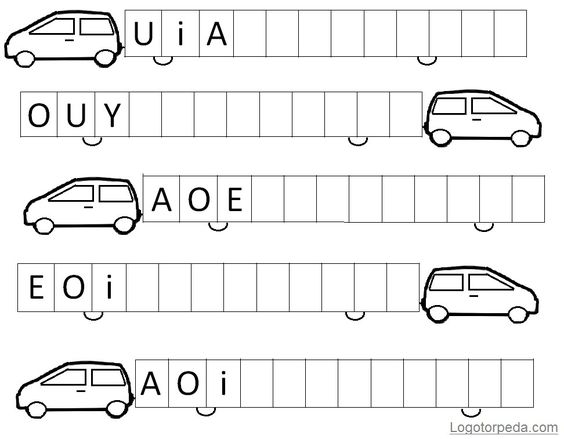 U i A
O U Y
A O E
E O i
A O i
Logotorpeda.com